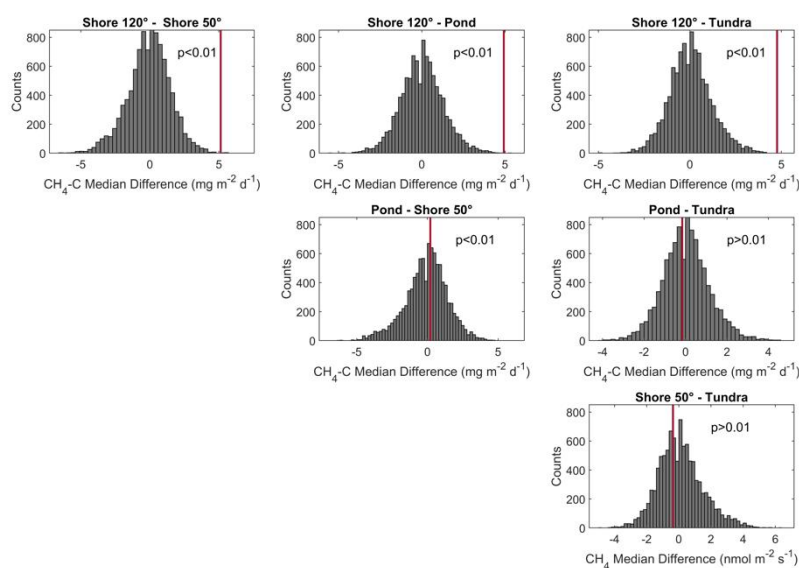 Shore 120° - Shore 50°
800
600
400
200
0
Counts
p<0.01
-5 0 5
CH₄-C Median Difference (mg m⁻² d⁻¹)
Shore 120° - Pond
800
600
400
200
0
Counts
p<0.01
-5 0 5
CH₄-C Median Difference (mg m⁻² d⁻¹)
Shore 120° - Tundra
800
600
400
200
0
Counts
p<0.01
-5 0 5
CH₄-C Median Difference (mg m⁻² d⁻¹)
Pond - Shore 50°
800
600
400
200
0
Counts
p<0.01
-5 0 5
CH₄-C Median Difference (mg m⁻² d⁻¹)
Pond - Tundra
800
600
400
200
0
Counts
p>0.01
-4 -2 0 2 4
CH₄-C Median Difference (mg m⁻² d⁻¹)
Shore 50° - Tundra
800
600
400
200
0
Counts
p>0.01
-4 -2 0 2 4 6
CH₄ Median Difference (nmol m⁻² s⁻¹)